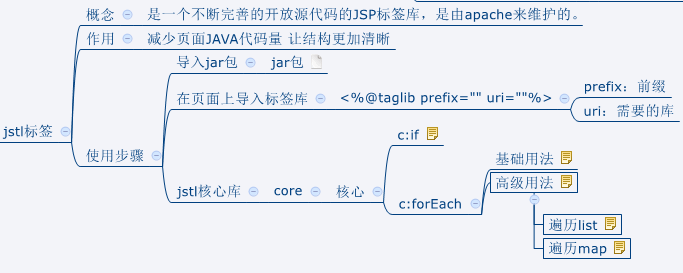 概念 是一个不断完善的开放源代码的JSP标签库，是由apache来维护的。
作用 减少页面JAVA代码量 让结构更加清晰
导入jar包 jar包
在页面上导入标签库 <%@taglib prefix="" uri=""%>
prefix：前缀
uri：需要的库
jstl标签
使用步骤
c:if
jstl核心库 core 核心
基础用法
高级用法
c:forEach
遍历list
遍历map